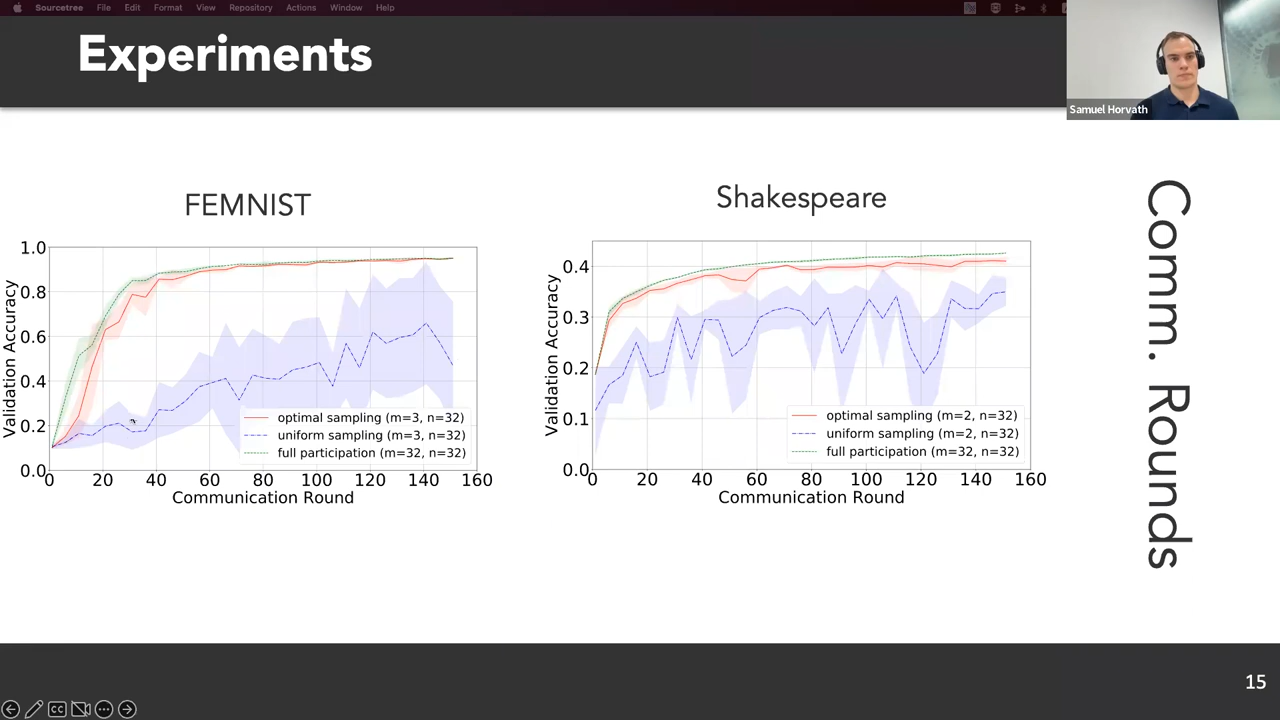 Sourcetree File Edit Format View Repository Actions Window Help
Experiments
Samuel Horvath
FEMNIST
1.0
0.8
0.6
0.4
0.2
0.0
0 20 40 60 80 100 120 140 160
Validation Accuracy
Communication Round
optimal sampling (m=3, n=32)
uniform sampling (m=3, n=32)
full participation (m=32, n=32)
Shakespeare
0.4
0.3
0.2
0.1
0.0
0 20 40 60 80 100 120 140 160
Validation Accuracy
Communication Round
optimal sampling (m=2, n=32)
uniform sampling (m=2, n=32)
full participation (m=32, n=32)
Comm. Rounds
15
CC